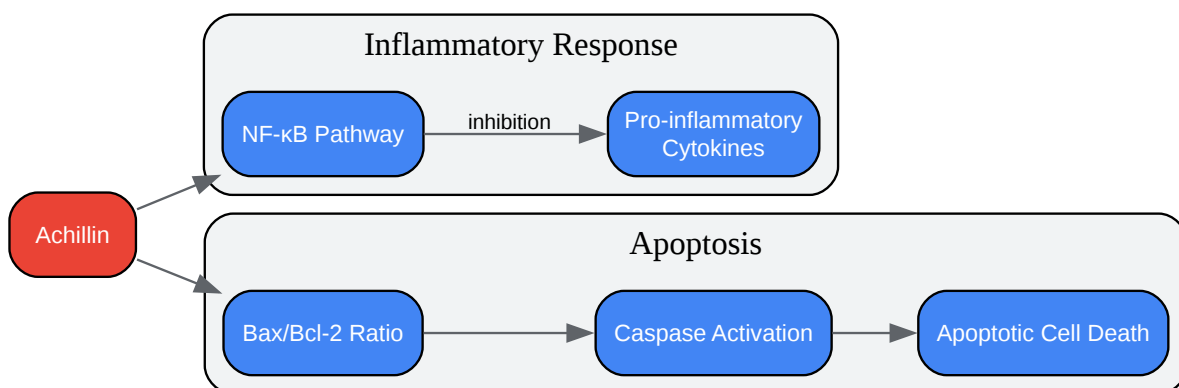 Inflammatory Response
NF-κB Pathway
inhibition
Pro-inflammatory
Cytokines
Achillin
Apoptosis
Bax/Bcl-2 Ratio
Caspase Activation
Apoptotic Cell Death